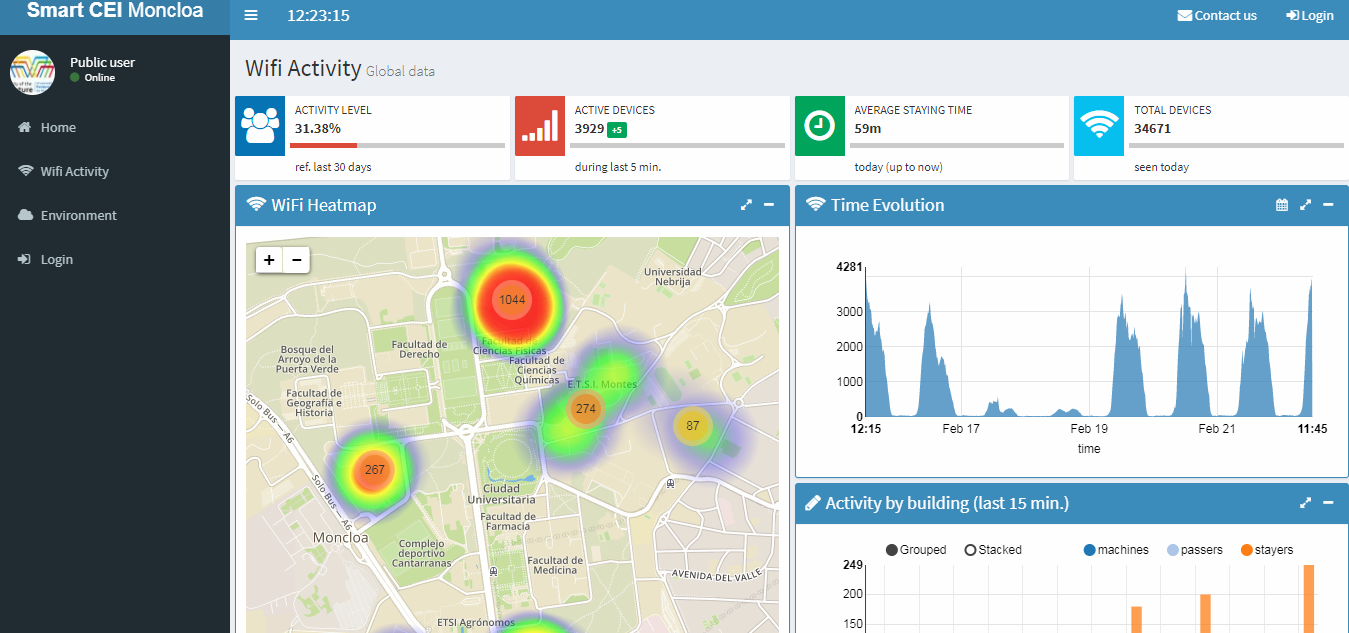 Smart CEI Moncloa
12:23:15
Contact us
Login
Public user
Online
Home
Wifi Activity
Environment
Login
Wifi Activity Global data
ACTIVITY LEVEL
31.38%
ref. last 30 days
ACTIVE DEVICES
3929 +5
during last 5 min.
AVERAGE STAYING TIME
59m
today (up to now)
TOTAL DEVICES
34671
seen today
WiFi Heatmap
+ −
1044
Universidad
Nebrija
Facultad de
Derecho
Facultad de
Ciencias Físicas
Facultad de
Ciencias
Químicas
Bosque del
Arroyo de la
Puerta Verde
E.T.S.I. Montes
Facultad de
Geografía e
Historia
274
87
Solo Bus — A6
267
Solo Bus — A6
Ciudad
Universitaria
Facultad de
Farmacia
Moncloa
Complejo
deportivo
Cantarranas
Facultad de
Medicina
AVENIDA DEL VALLE
ETSI Agrónomos
Time Evolution
4281
3000
2000
1000
0
12:15
Feb 17
Feb 19
Feb 21
11:45
time
Activity by building (last 15 min.)
Grouped
Stacked
machines
passers
stayers
249
200
150